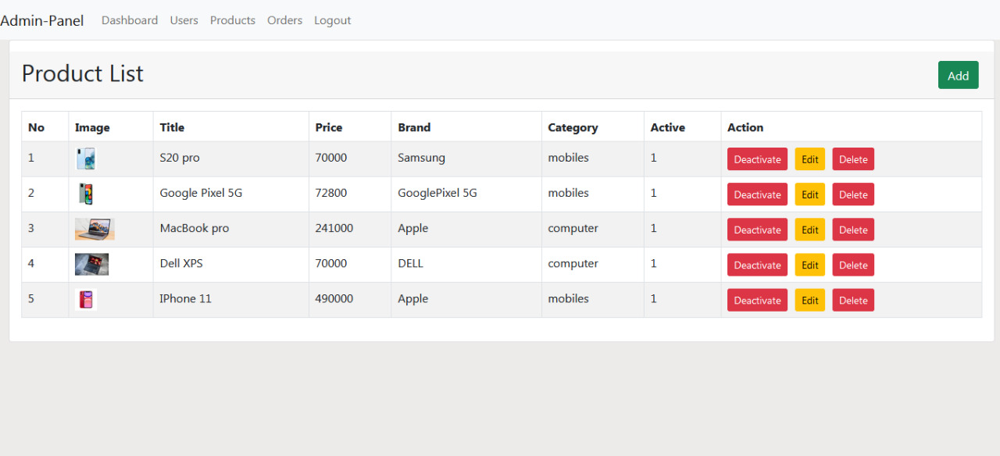 Admin-Panel Dashboard Users Products Orders Logout
Product List Add
No Image Title Price Brand Category Active Action
1 S20 pro 70000 Samsung mobiles 1 Deactivate Edit Delete
2 Google Pixel 5G 72800 GooglePixel 5G mobiles 1 Deactivate Edit Delete
3 MacBook pro 241000 Apple computer 1 Deactivate Edit Delete
4 Dell XPS 70000 DELL computer 1 Deactivate Edit Delete
5 IPhone 11 490000 Apple mobiles 1 Deactivate Edit Delete